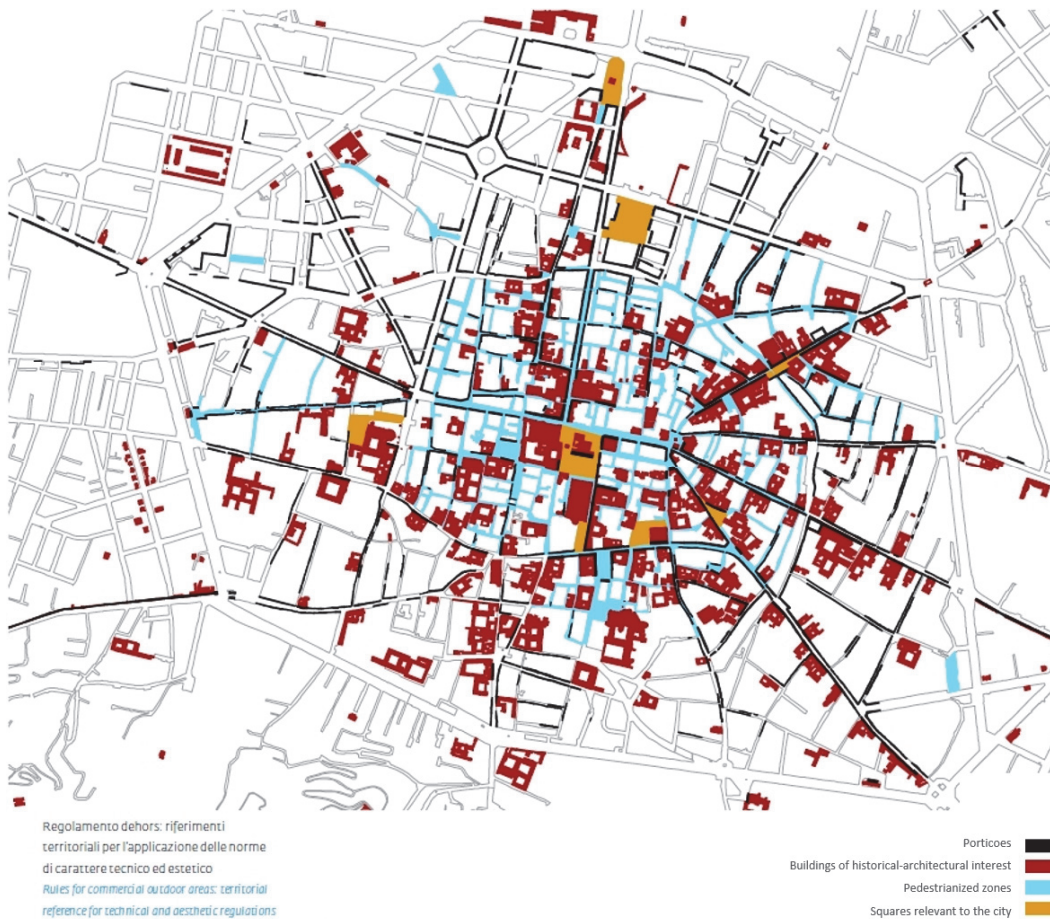 Regolamento dehors: riferimenti
territoriali per l'applicazione delle norme
di carattere tecnico ed estetico
Rules for commercial outdoor areas: territorial
reference for technical and aesthetic regulations
Porticoes
Buildings of historical-architectural interest
Pedestrianized zones
Squares relevant to the city